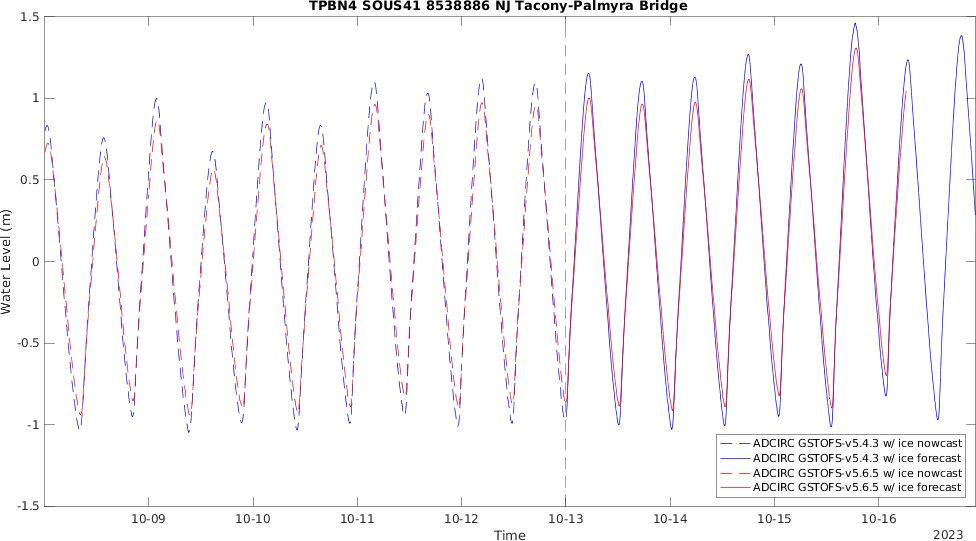 TPBN4 SOUS41 8538886 NJ Tacony-Palmyra Bridge
1.5
1
0.5
0
-0.5
-1
-1.5
Water Level (m)
10-09
10-10
10-11
10-12
10-13
10-14
10-15
10-16
Time
2023
ADCIRC GSTOFS-v5.4.3 w/ ice nowcast
ADCIRC GSTOFS-v5.4.3 w/ ice forecast
ADCIRC GSTOFS-v5.6.5 w/ ice nowcast
ADCIRC GSTOFS-v5.6.5 w/ ice forecast